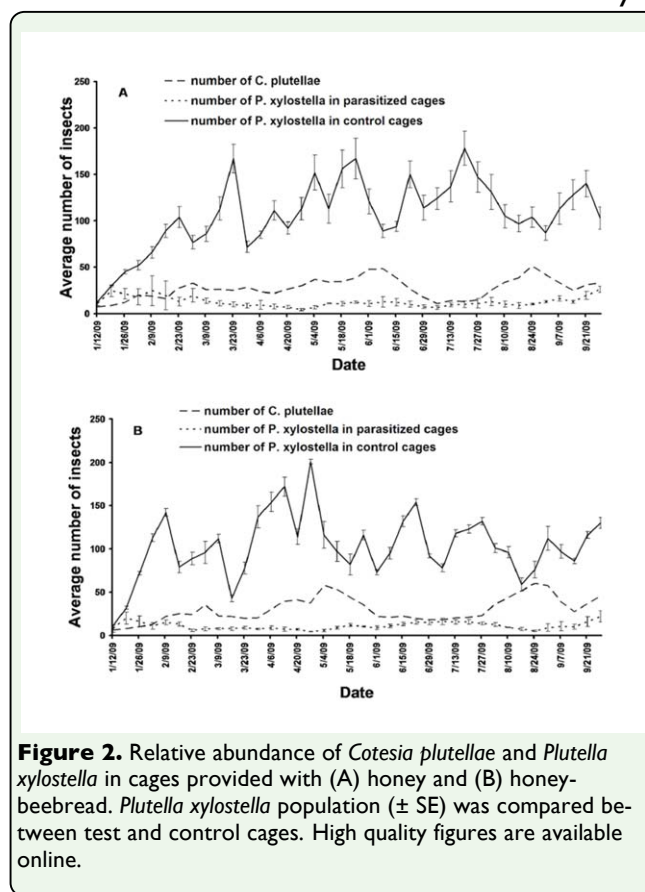 number of C. plutellae
number of P. xylostella in parasitized cages
number of P. xylostella in control cages
A
Average number of insects
250
200
150
100
50
0
1/12/09
1/26/09
2/9/09
2/23/09
3/9/09
3/23/09
4/6/09
4/20/09
5/4/09
5/18/09
6/1/09
6/15/09
6/29/09
7/13/09
7/27/09
8/10/09
8/24/09
9/7/09
9/21/09
Date
number of C. plutellae
number of P. xylostella in parasitized cages
number of P. xylostella in control cages
B
Average number of insects
250
200
150
100
50
0
1/12/09
1/26/09
2/9/09
2/23/09
3/9/09
3/23/09
4/6/09
4/20/09
5/4/09
5/18/09
6/1/09
6/15/09
6/29/09
7/13/09
7/27/09
8/10/09
8/24/09
9/7/09
9/21/09
Date
Figure 2. Relative abundance of Cotesia plutellae and Plutella
xylostella in cages provided with (A) honey and (B) honey-
beebread. Plutella xylostella population (± SE) was compared be-
tween test and control cages. High quality figures are available
online.